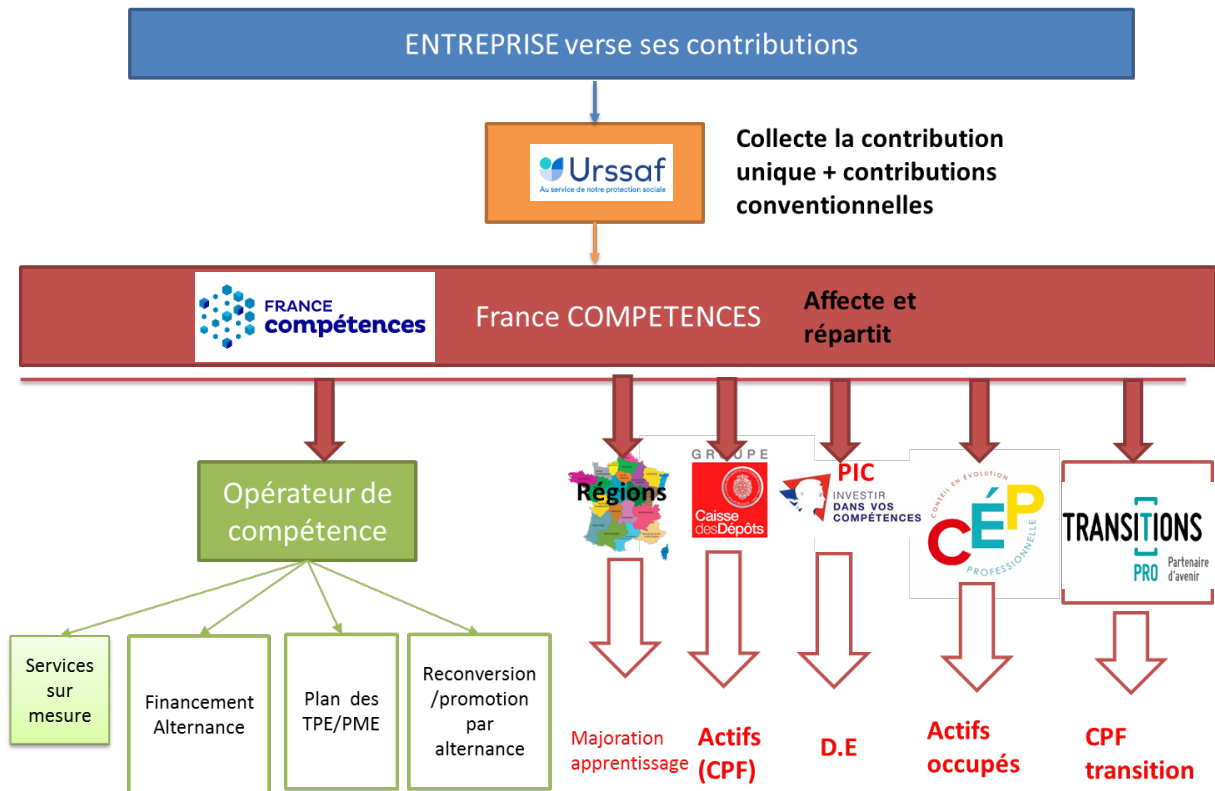 ENTREPRISE verse ses contributions
Urssaf
Au service de notre protection sociale
Collecte la contribution
unique + contributions
conventionnelles
FRANCE
compétences
France COMPETENCES
Affecte et
répartit
Opérateur de
compétence
Régions
GROUPE
Caisse
desDépôts
PIC
INVESTIR
DANS VOS
COMPÉTENCES
CONSEIL EN ÉVOLUTION
CÉP
PROFESSIONNELLE
TRANSITIONS
PRO
Partenaire
d'avenir
Services
sur
mesure
Financement
Alternance
Plan des
TPE/PME
Reconversion
/promotion
par
alternance
Majoration
apprentissage
Actifs
(CPF)
D.E
Actifs
occupés
CPF
transition